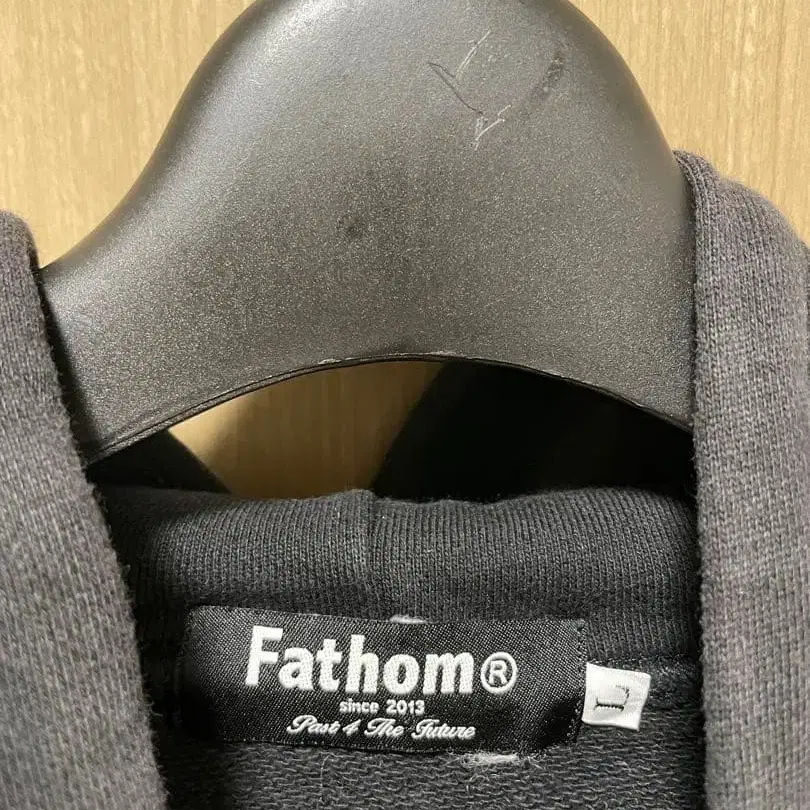 Fathom®
since 2013
Past 4 The Future
L